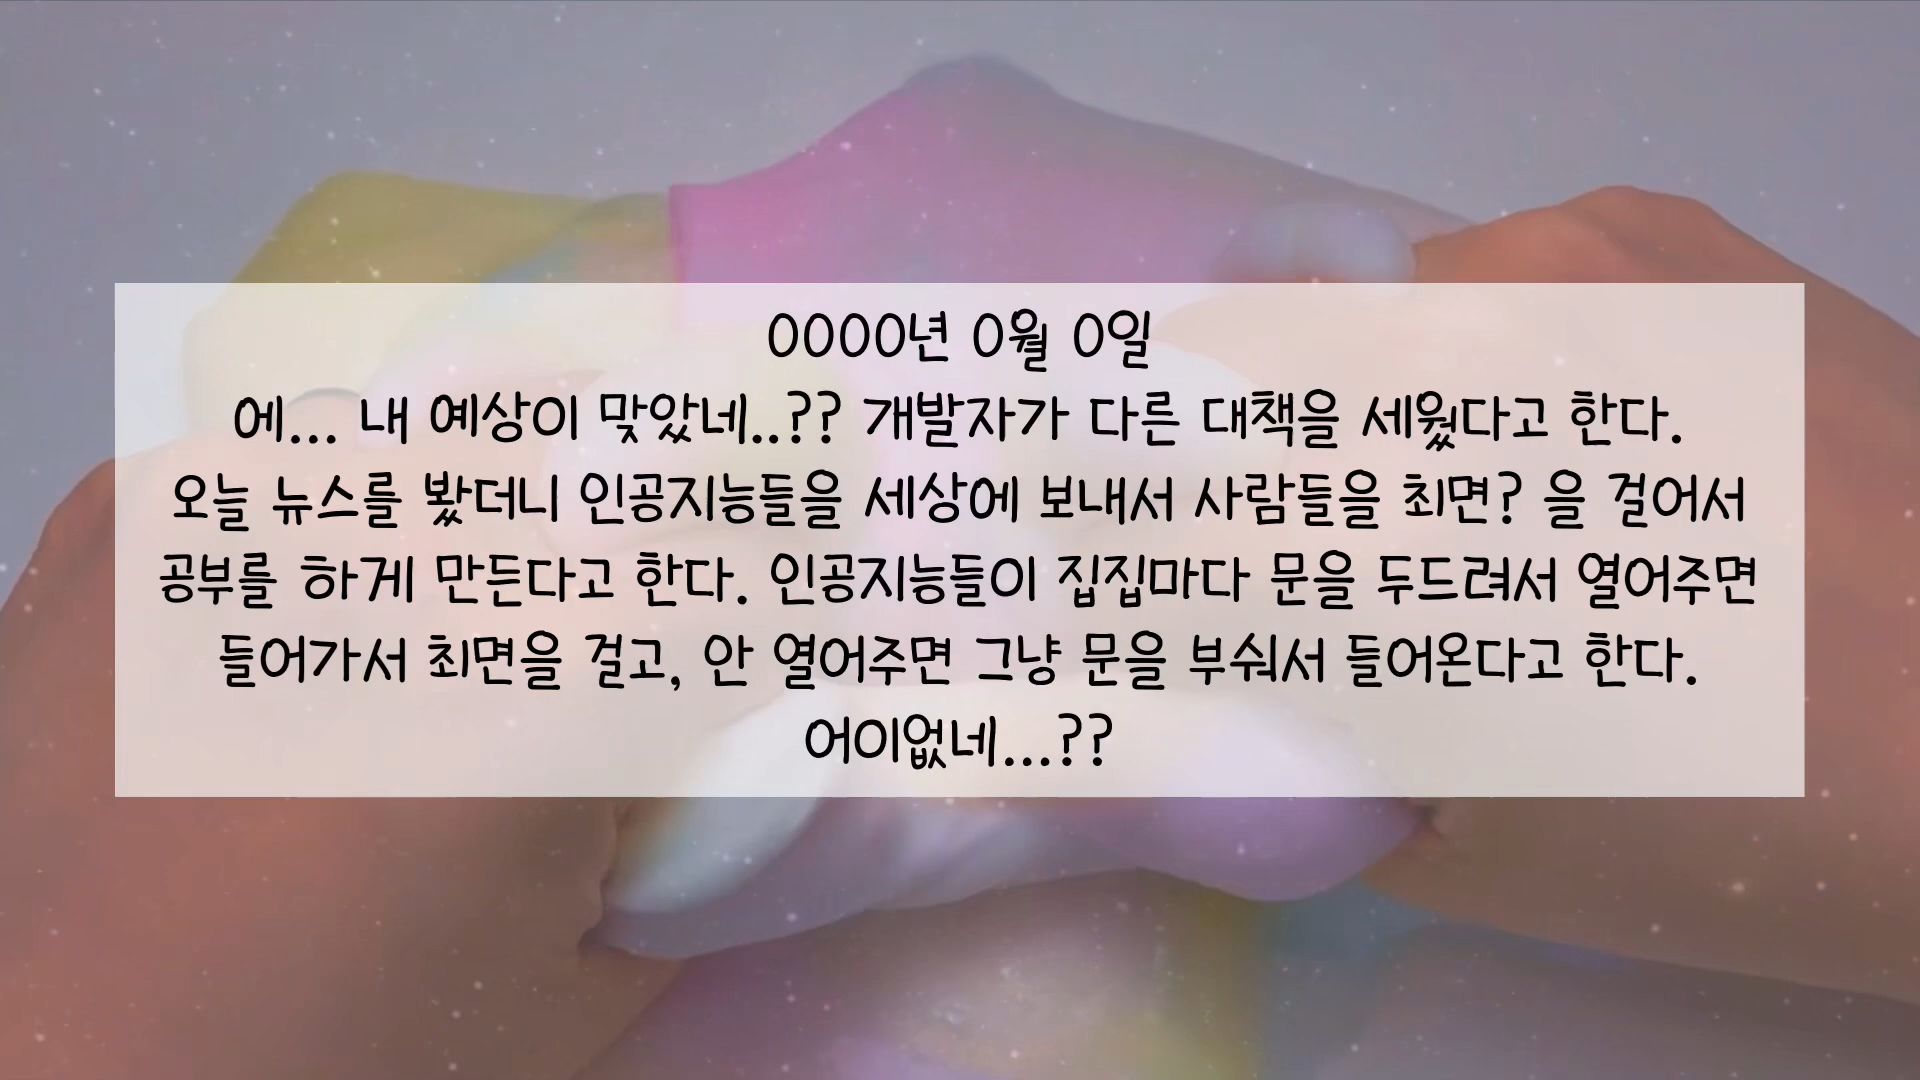 0000년 0월 0일
에... 내 예상이 맞았네..?? 개발자가 다른 대책을 세웠다고 한다.
오늘 뉴스를 봤더니 인공지능들을 세상에 보내서 사람들을 최면? 을 걸어서
공부를 하게 만든다고 한다. 인공지능들이 집집마다 문을 두드려서 열어주면
들어가서 최면을 걸고, 안 열어주면 그냥 문을 부숴서 들어온다고 한다.
어이없네...??